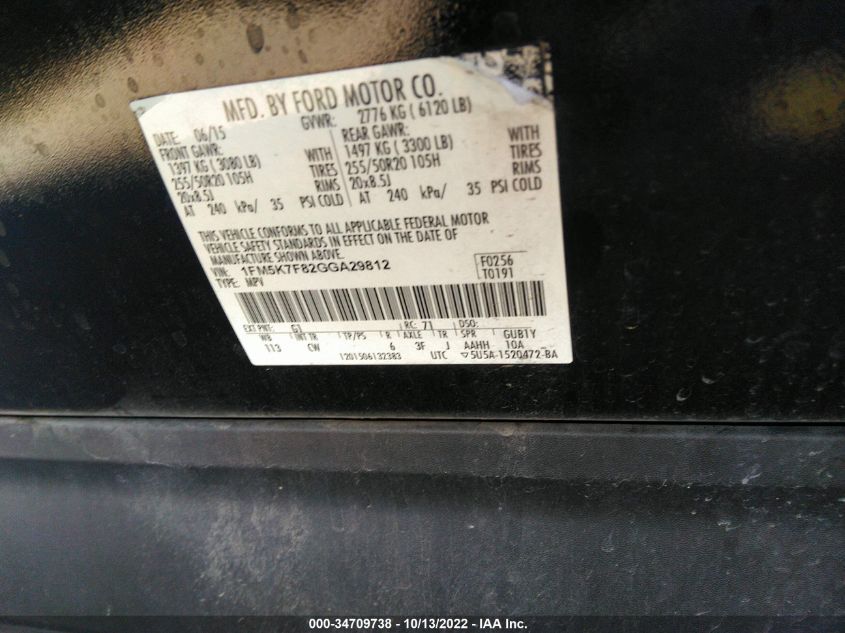 MFD. BY FORD MOTOR CO.
DATE: 06/15 GVWR: 2776 KG ( 6120 LB)
FRONT GAWR: REAR GAWR: WITH
1397 KG ( 3080 LB) WITH 1497 KG ( 3300 LB) TIRES
255/50R20 105H TIRES 255/50R20 105H RIMS
20x8.5J RIMS 20x8.5J
AT 240 kPa/ 35 PSI COLD AT 240 kPa/ 35 PSI COLD
THIS VEHICLE CONFORMS TO ALL APPLICABLE FEDERAL MOTOR
VEHICLE SAFETY STANDARDS IN EFFECT ON THE DATE OF
MANUFACTURE SHOWN ABOVE.
VIN: 1FM5K7F82GGA29812 F0256
TYPE: MPV T0191
EXT PNT: G1 RC: 71 DSO:
WB INT TR TP/PS R AXLE TR SPR GUB1Y
113 CW 6 3F J AAHH 10A
1201506132383 UTC ▽5U5A-1520472-BA
000-34709738 - 10/13/2022 - IAA Inc.